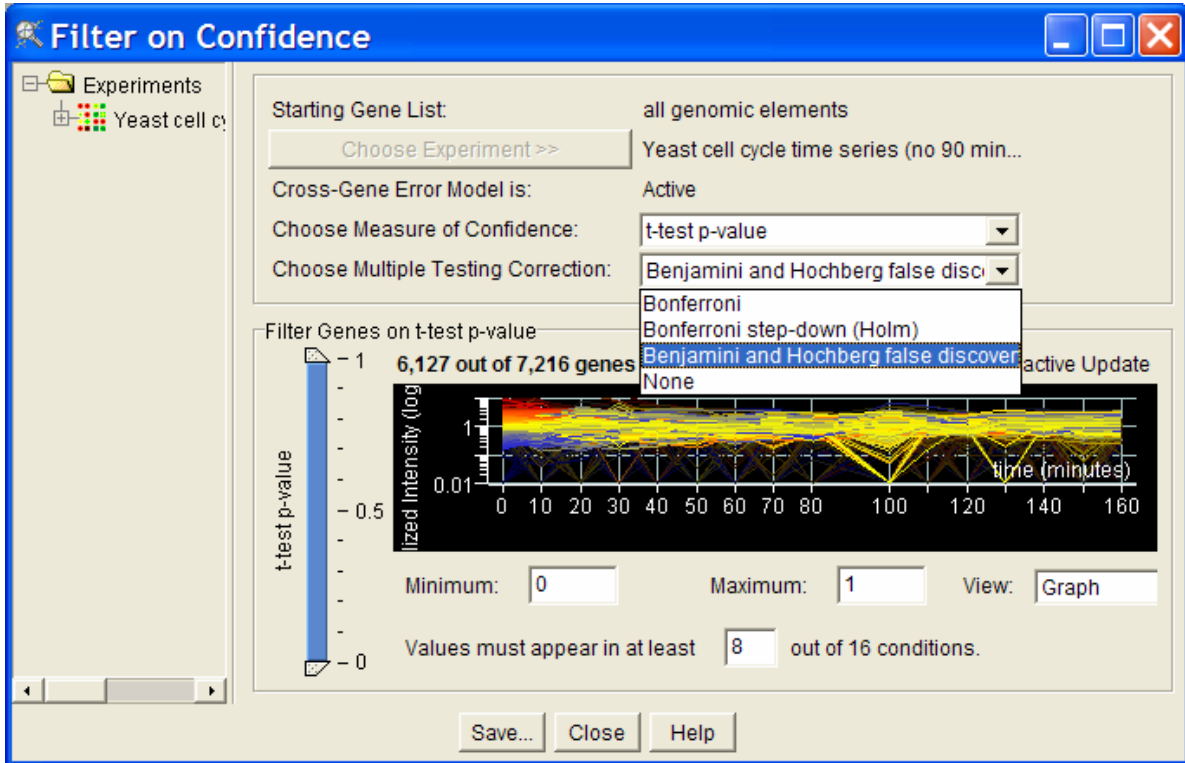 Filter on Confidence
Experiments
Yeast cell cy
Starting Gene List: all genomic elements
Choose Experiment >> Yeast cell cycle time series (no 90 min...
Cross-Gene Error Model is: Active
Choose Measure of Confidence: t-test p-value
Choose Multiple Testing Correction: Benjamini and Hochberg false disc
Bonferroni
Bonferroni step-down (Holm)
Benjamini and Hochberg false discover
None
Filter Genes on t-test p-value
6,127 out of 7,216 genes active Update
1
0.5
0
t-test p-value
lized Intensity (log
1
0.01
time (minutes)
0 10 20 30 40 50 60 70 80 100 120 140 160
Minimum: 0 Maximum: 1 View: Graph
Values must appear in at least 8 out of 16 conditions.
Save... Close Help